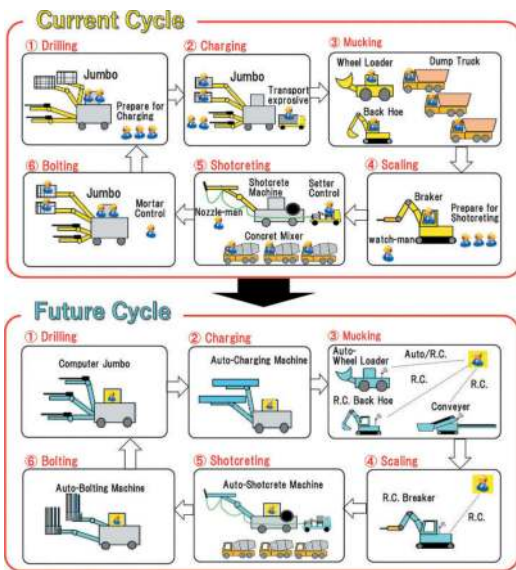 Current Cycle
① Drilling
Jumbo
Prepare for
Charging
② Charging
Jumbo
Transport
exprosive
③ Mucking
Wheel Loader
Dump Truck
Back Hoe
⑥ Bolting
Jumbo
Mortar
Control
⑤ Shotcreting
Shotcrete
Machine
Setter
Control
Nozzle-man
Concret Mixer
④ Scaling
Braker
Prepare for
Shotcreting
watch-man
Future Cycle
① Drilling
Computer Jumbo
② Charging
Auto-Charging Machine
③ Mucking
Auto-
Wheel Loader
Auto/R.C.
R.C.
R.C. Back Hoe
R.C.
Conveyer
⑥ Bolting
Auto-Bolting Machine
⑤ Shotcreting
Auto-Shotcrete Machine
④ Scaling
R.C. Breaker
R.C.